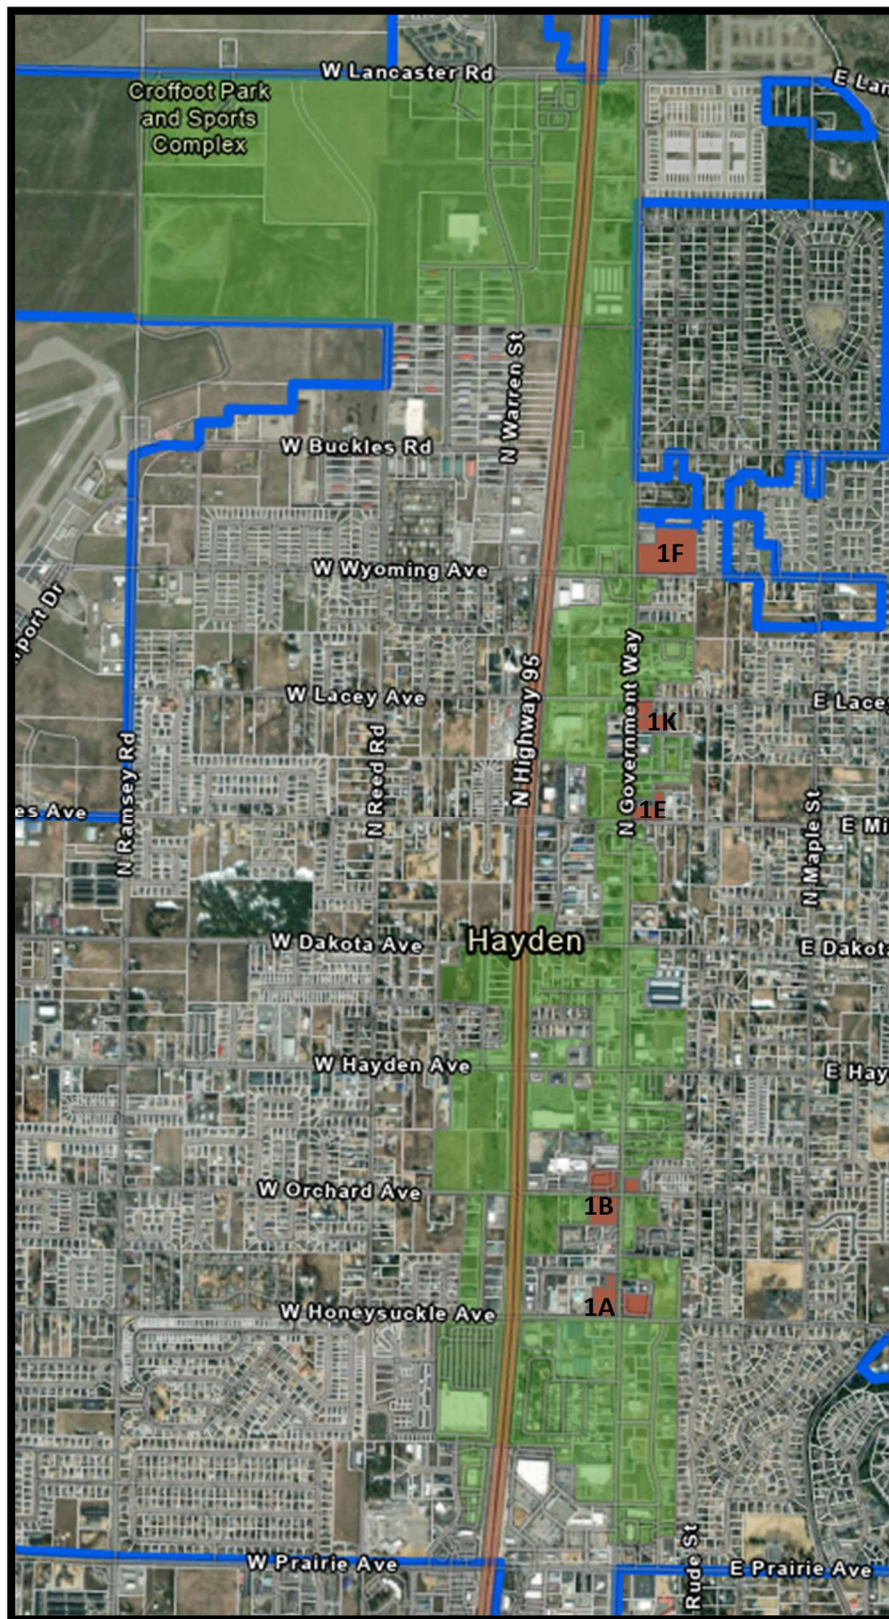 W Lancaster Rd
E Lan
Croffoot Park
and Sports
Complex
N Warren St
W Buckles Rd
1F
W Wyoming Ave
port Dr
N Government Way
W Lacey Ave
N Highway 95
E Lacey
1K
N Ramsey Rd
N Reed Rd
N Maple St
es Ave
1E
E Mi
W Dakota Ave
Hayden
E Dakota
W Hayden Ave
E Hay
W Orchard Ave
1B
W Honeysuckle Ave
1A
Rude St
W Prairie Ave
E Prairie Ave